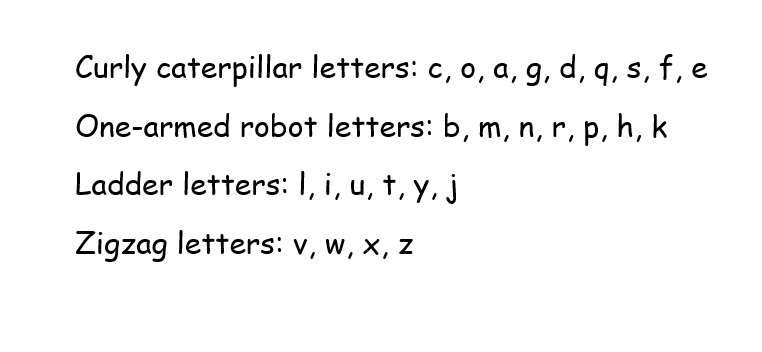 Curly caterpillar letters: c, o, a, g, d, q, s, f, e
One-armed robot letters: b, m, n, r, p, h, k
Ladder letters: l, i, u, t, y, j
Zigzag letters: v, w, x, z